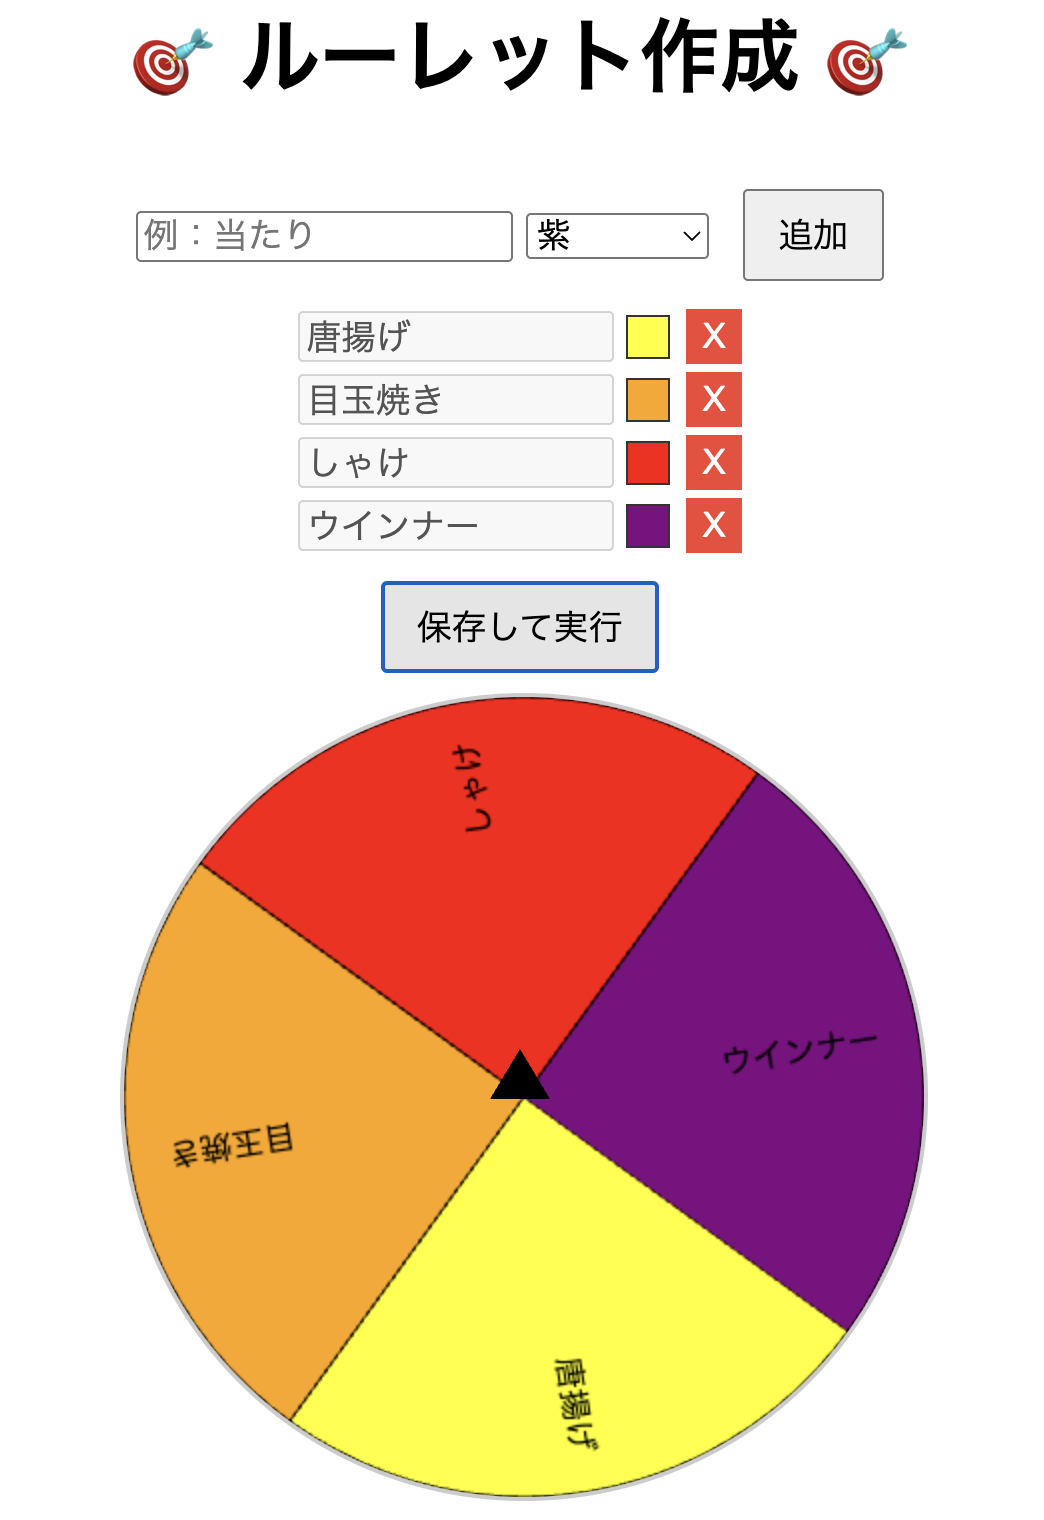 🎯 ルーレット作成 🎯
例：当たり 紫 追加
唐揚げ X
目玉焼き X
しゃけ X
ウインナー X
保存して実行
しゃけ
ウインナー
目玉焼き
唐揚げ